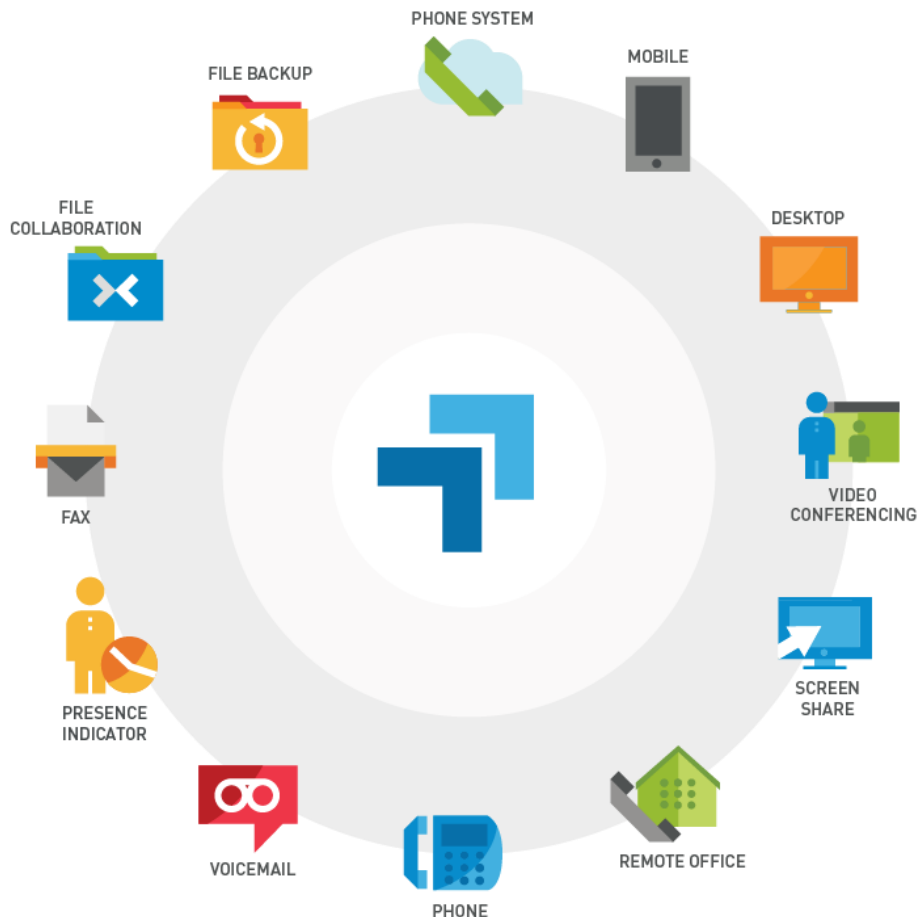 PHONE SYSTEM
MOBILE
FILE BACKUP
FILE
COLLABORATION
DESKTOP
VIDEO
CONFERENCING
FAX
SCREEN
SHARE
PRESENCE
INDICATOR
REMOTE OFFICE
VOICEMAIL
PHONE